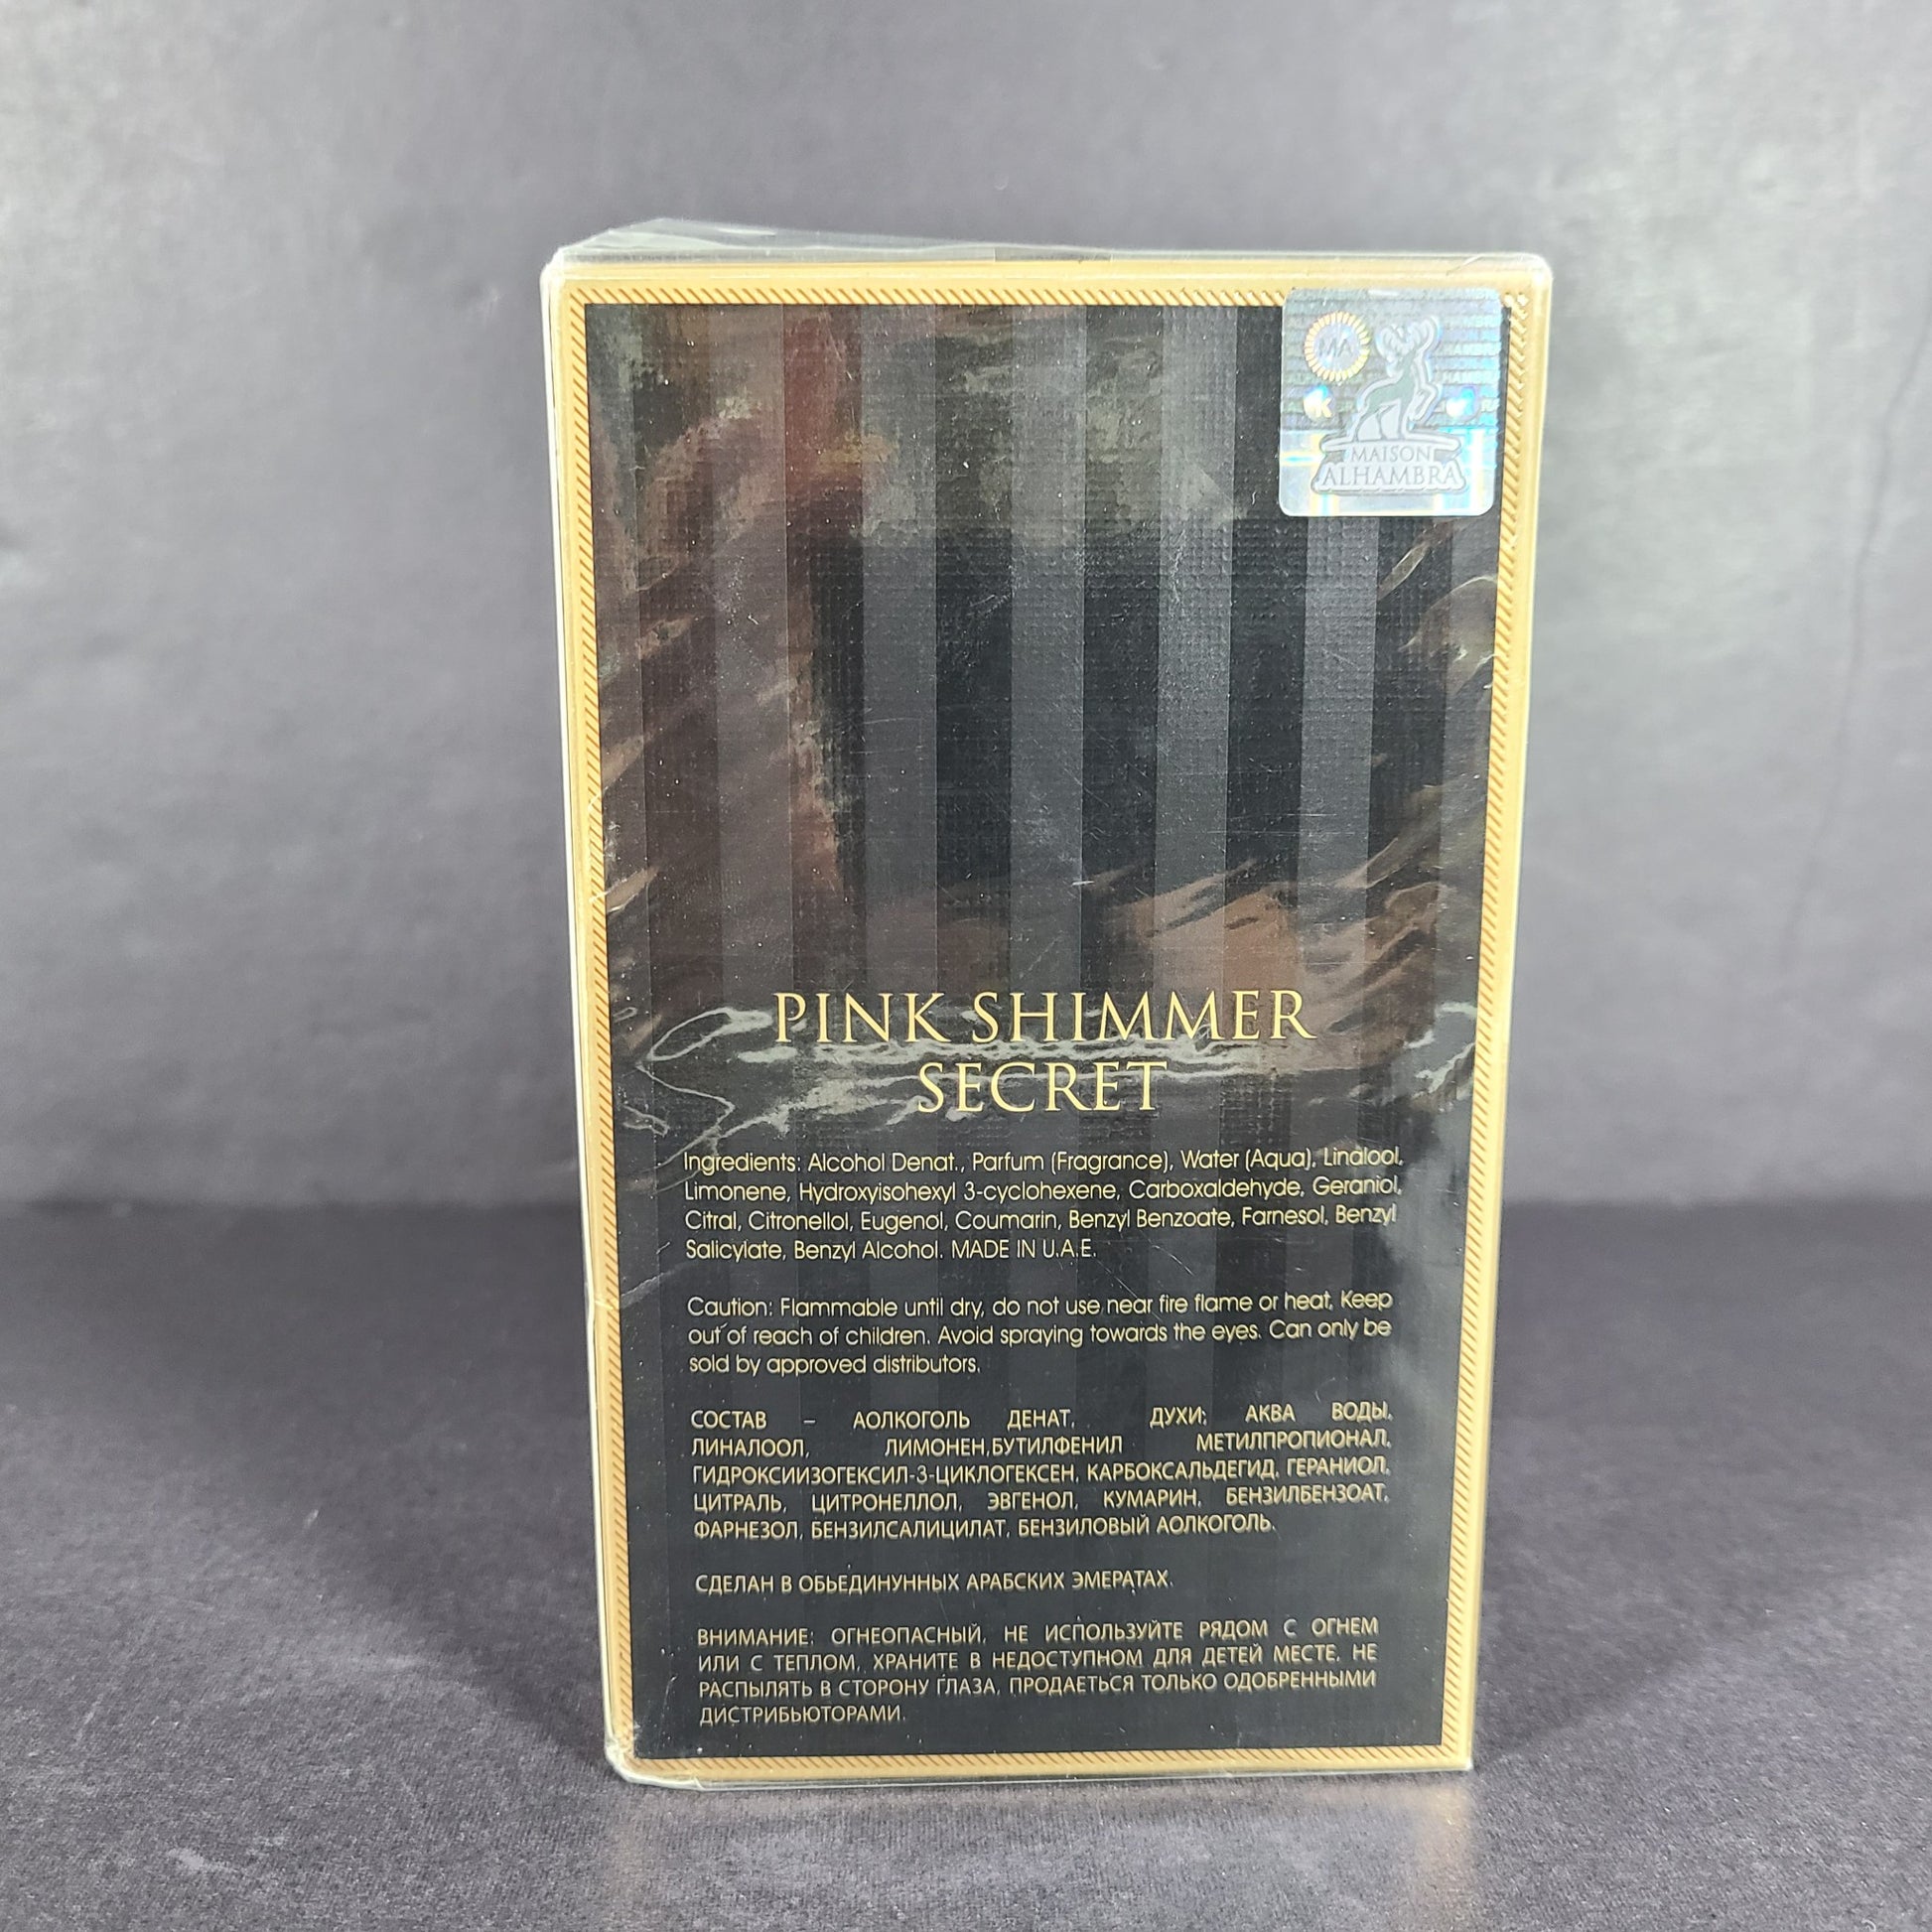 MA
MAISON
ALHAMBRA
PINK SHIMMER
SECRET
Ingredients: Alcohol Denat., Parfum (Fragrance), Water (Aqua), Linalool,
Limonene, Hydroxyisohexyl 3-cyclohexene, Carboxaldehyde, Geraniol,
Citral, Citronellol, Eugenol, Coumarin, Benzyl Benzoate, Farnesol, Benzyl
Salicylate, Benzyl Alcohol. MADE IN U.A.E.
Caution: Flammable until dry, do not use near fire flame or heat, Keep
out of reach of children. Avoid spraying towards the eyes. Can only be
sold by approved distributors.
СОСТАВ – АОЛКОГОЛЬ ДЕНАТ, ДУХИ; АКВА ВОДЫ,
ЛИНАЛООЛ, ЛИМОНЕН,БУТИЛФЕНИЛ МЕТИЛПРОПИОНАЛ,
ГИДРОКСИИЗОГЕКСИЛ-3-ЦИКЛОГЕКСЕН, КАРБОКСАЛЬДЕГИД, ГЕРАНИОЛ,
ЦИТРАЛЬ, ЦИТРОНЕЛЛОЛ, ЭВГЕНОЛ, КУМАРИН, БЕНЗИЛБЕНЗОАТ,
ФАРНЕЗОЛ, БЕНЗИЛСАЛИЦИЛАТ, БЕНЗИЛОВЫЙ АОЛКОГОЛЬ.
СДЕЛАН В ОБЬЕДИНУННЫХ АРАБСКИХ ЭМЕРАТАХ.
ВНИМАНИЕ: ОГНЕОПАСНЫЙ, НЕ ИСПОЛЬЗУЙТЕ РЯДОМ С ОГНЕМ
ИЛИ С ТЕПЛОМ, ХРАНИТЕ В НЕДОСТУПНОМ ДЛЯ ДЕТЕЙ МЕСТЕ, НЕ
РАСПЫЛЯТЬ В СТОРОНУ ГЛАЗА, ПРОДАЕТЬСЯ ТОЛЬКО ОДОБРЕННЫМИ
ДИСТРИБЬЮТОРАМИ.